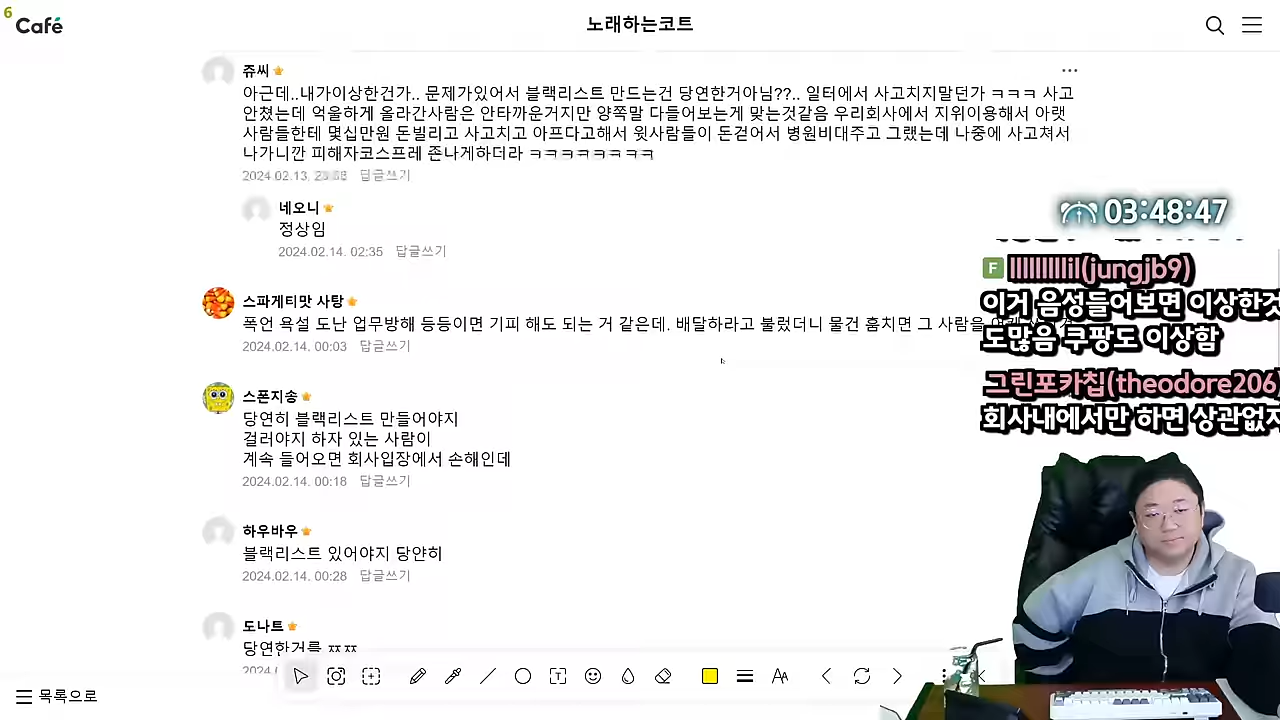 6
Café
노래하는코트
쥬씨
아근데..내가이상한건가.. 문제가있어서 블랙리스트 만드는건 당연한거아님??.. 일터에서 사고치지말던가 ㅋㅋㅋ 사고
안쳤는데 억울하게 올라간사람은 안타까운거지만 양쪽말 다들어보는게 맞는것같음 우리회사에서 지위이용해서 아랫
사람들한테 몇십만원 돈빌리고 사고치고 아프다고해서 윗사람들이 돈걷어서 병원비대주고 그랬는데 나중에 사고쳐서
나가니깐 피해자코스프레 존나게하더라 ㅋㅋㅋㅋㅋㅋㅋ
2024.02.13. 답글쓰기
네오니
정상임
2024.02.14. 02:35 답글쓰기
스파게티맛 사탕
폭언 욕설 도난 업무방해 등등이면 기피 해도 되는 거 같은데. 배달하라고 불렀더니 물건 훔치면 그 사람을
2024.02.14. 00:03 답글쓰기
스폰지송
당연히 블랙리스트 만들어야지
걸러야지 하자 있는 사람이
계속 들어오면 회사입장에서 손해인데
2024.02.14. 00:18 답글쓰기
하우바우
블랙리스트 있어야지 당얀히
2024.02.14. 00:28 답글쓰기
도나트
당연한거를 ㅉㅉ
목록으로
03:48:47
F llllllllllil(jungjb9)
이거 음성들어보면 이상한것
도많음 쿠팡도 이상함
그린포카칩(theodore206)
회사내에서만 하면 상관없지